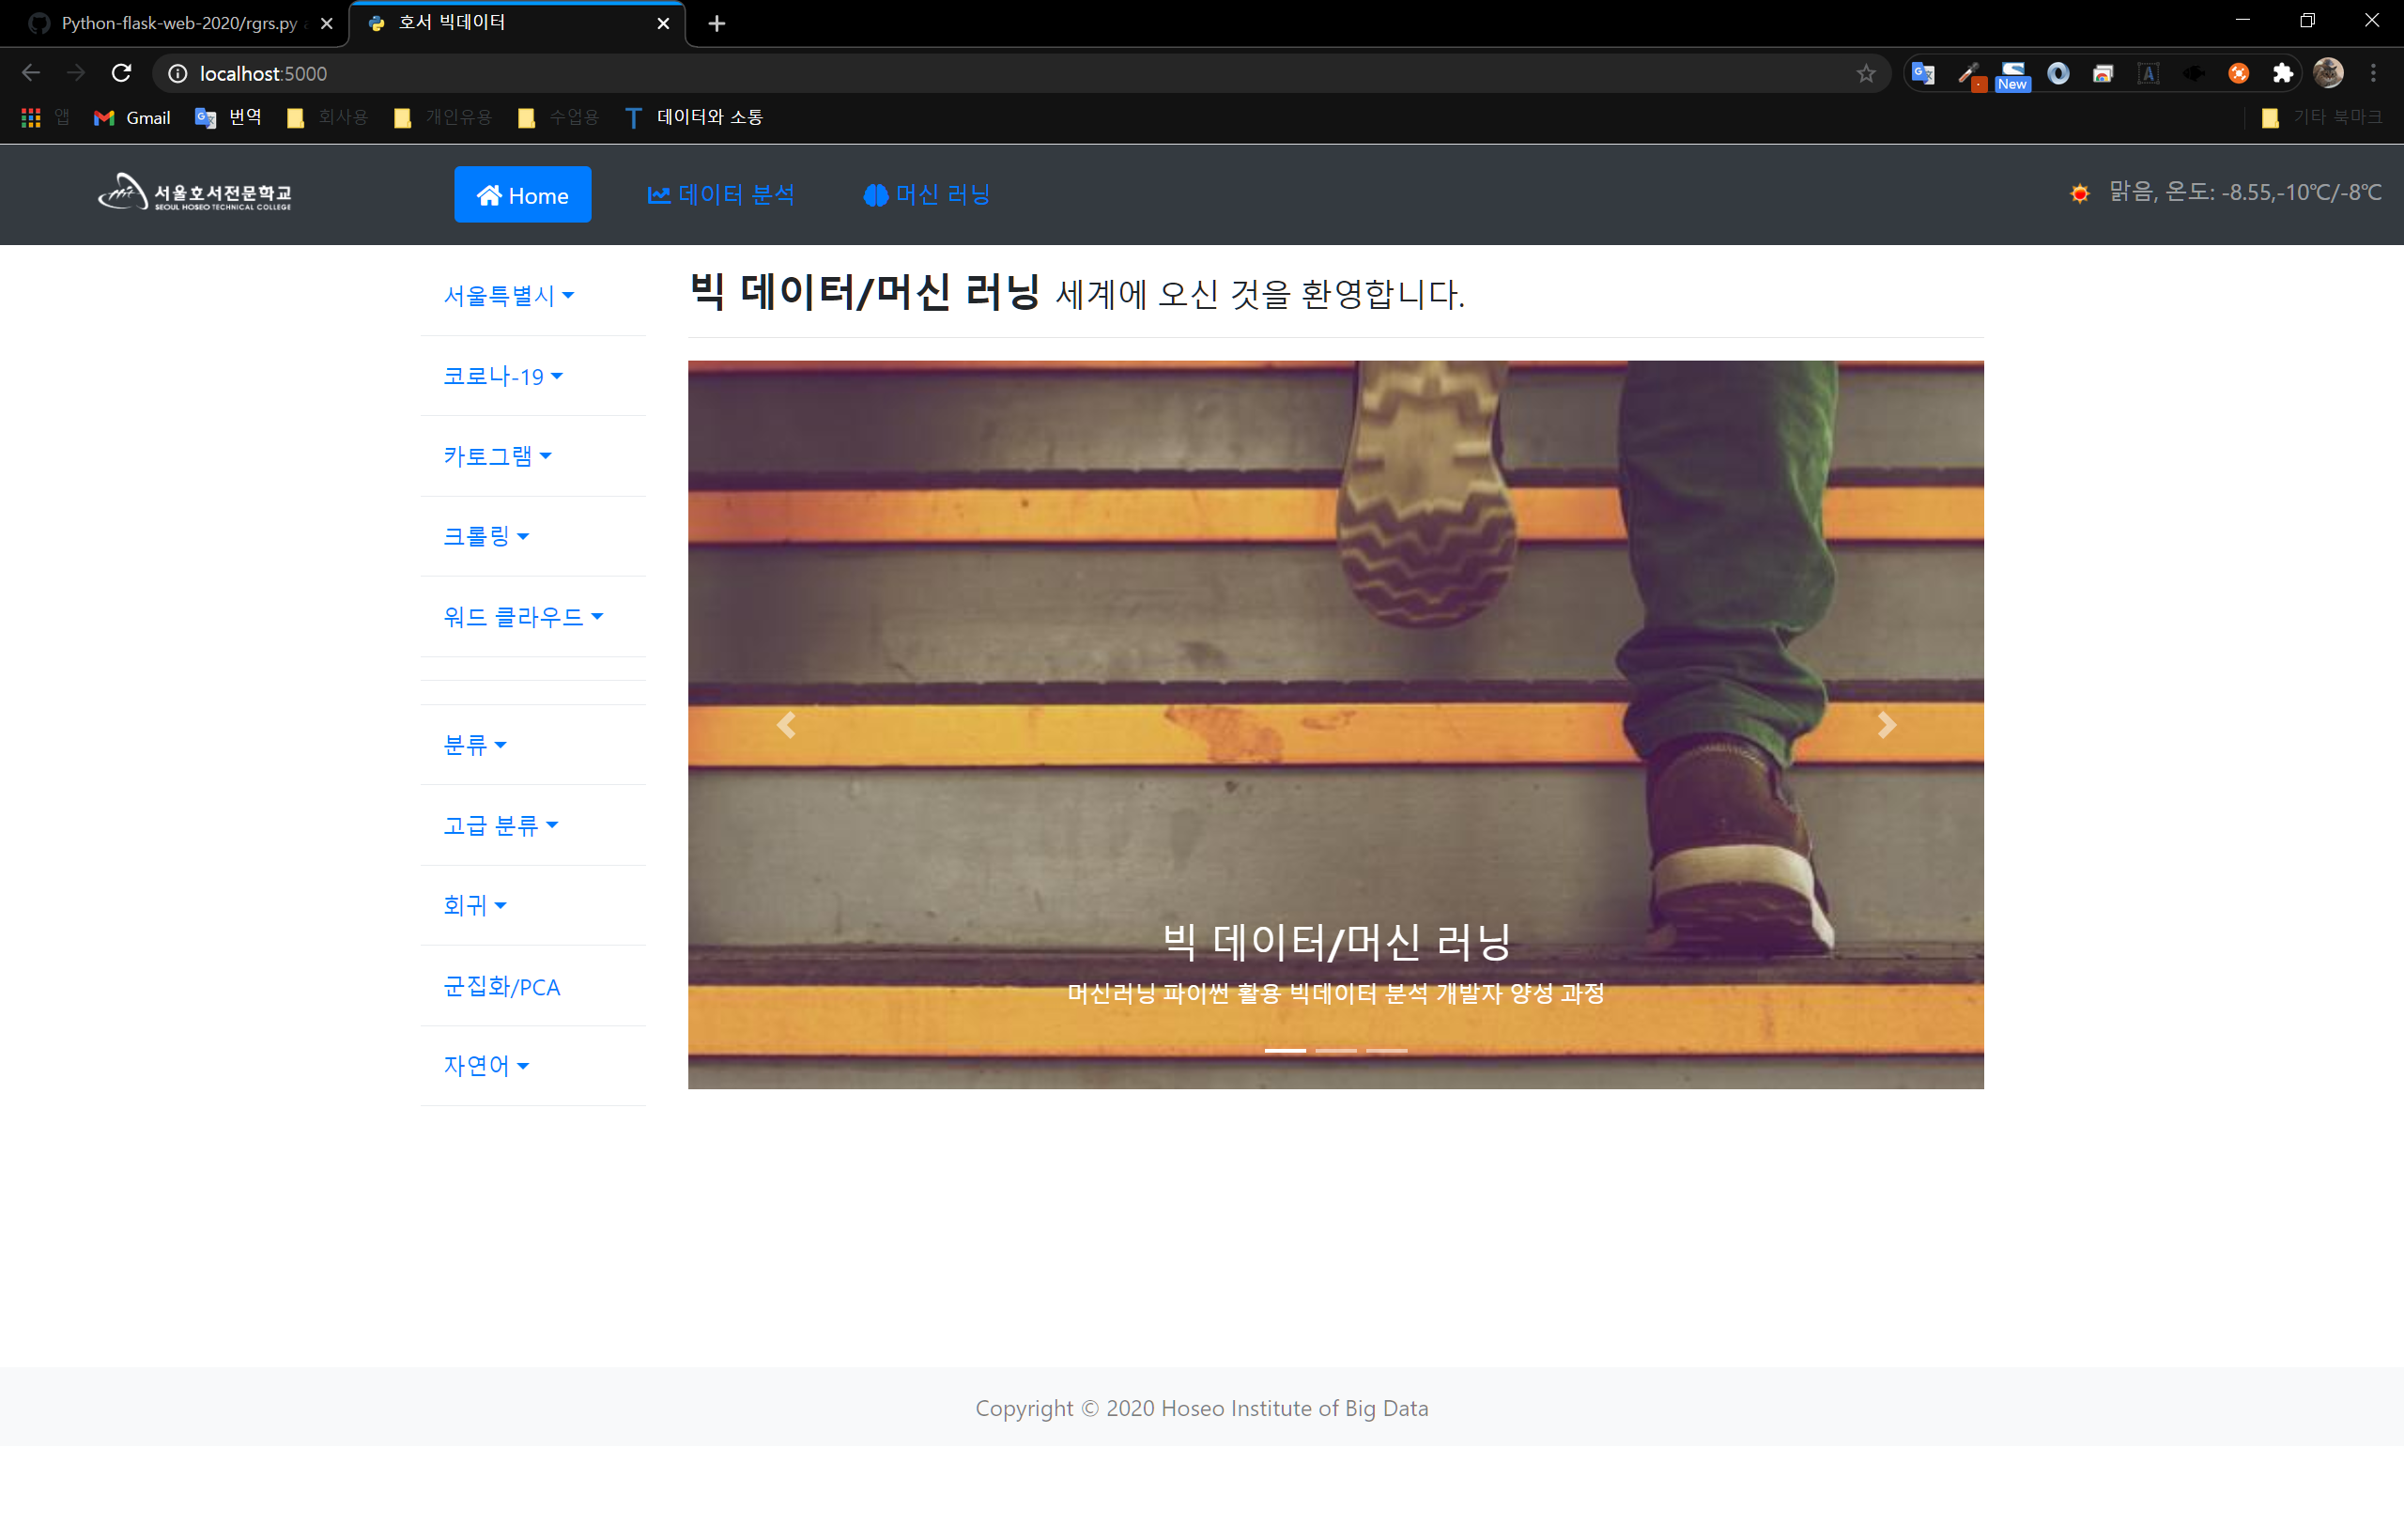 Python-flask-web-2020/rgrs.py
호서 빅데이터
localhost:5000
New
앱
Gmail
번역
회사용
개인유용
수업용
데이터와 소통
기타 북마크
서울호서전문학교
SEOUL HOSEO TECHNICAL COLLEGE
Home
데이터 분석
머신 러닝
맑음, 온도: -8.55,-10℃/-8℃
서울특별시
코로나-19
카토그램
크롤링
워드 클라우드
분류
고급 분류
회귀
군집화/PCA
자연어
빅 데이터/머신 러닝 세계에 오신 것을 환영합니다.
빅 데이터/머신 러닝
머신러닝 파이썬 활용 빅데이터 분석 개발자 양성 과정
Copyright © 2020 Hoseo Institute of Big Data